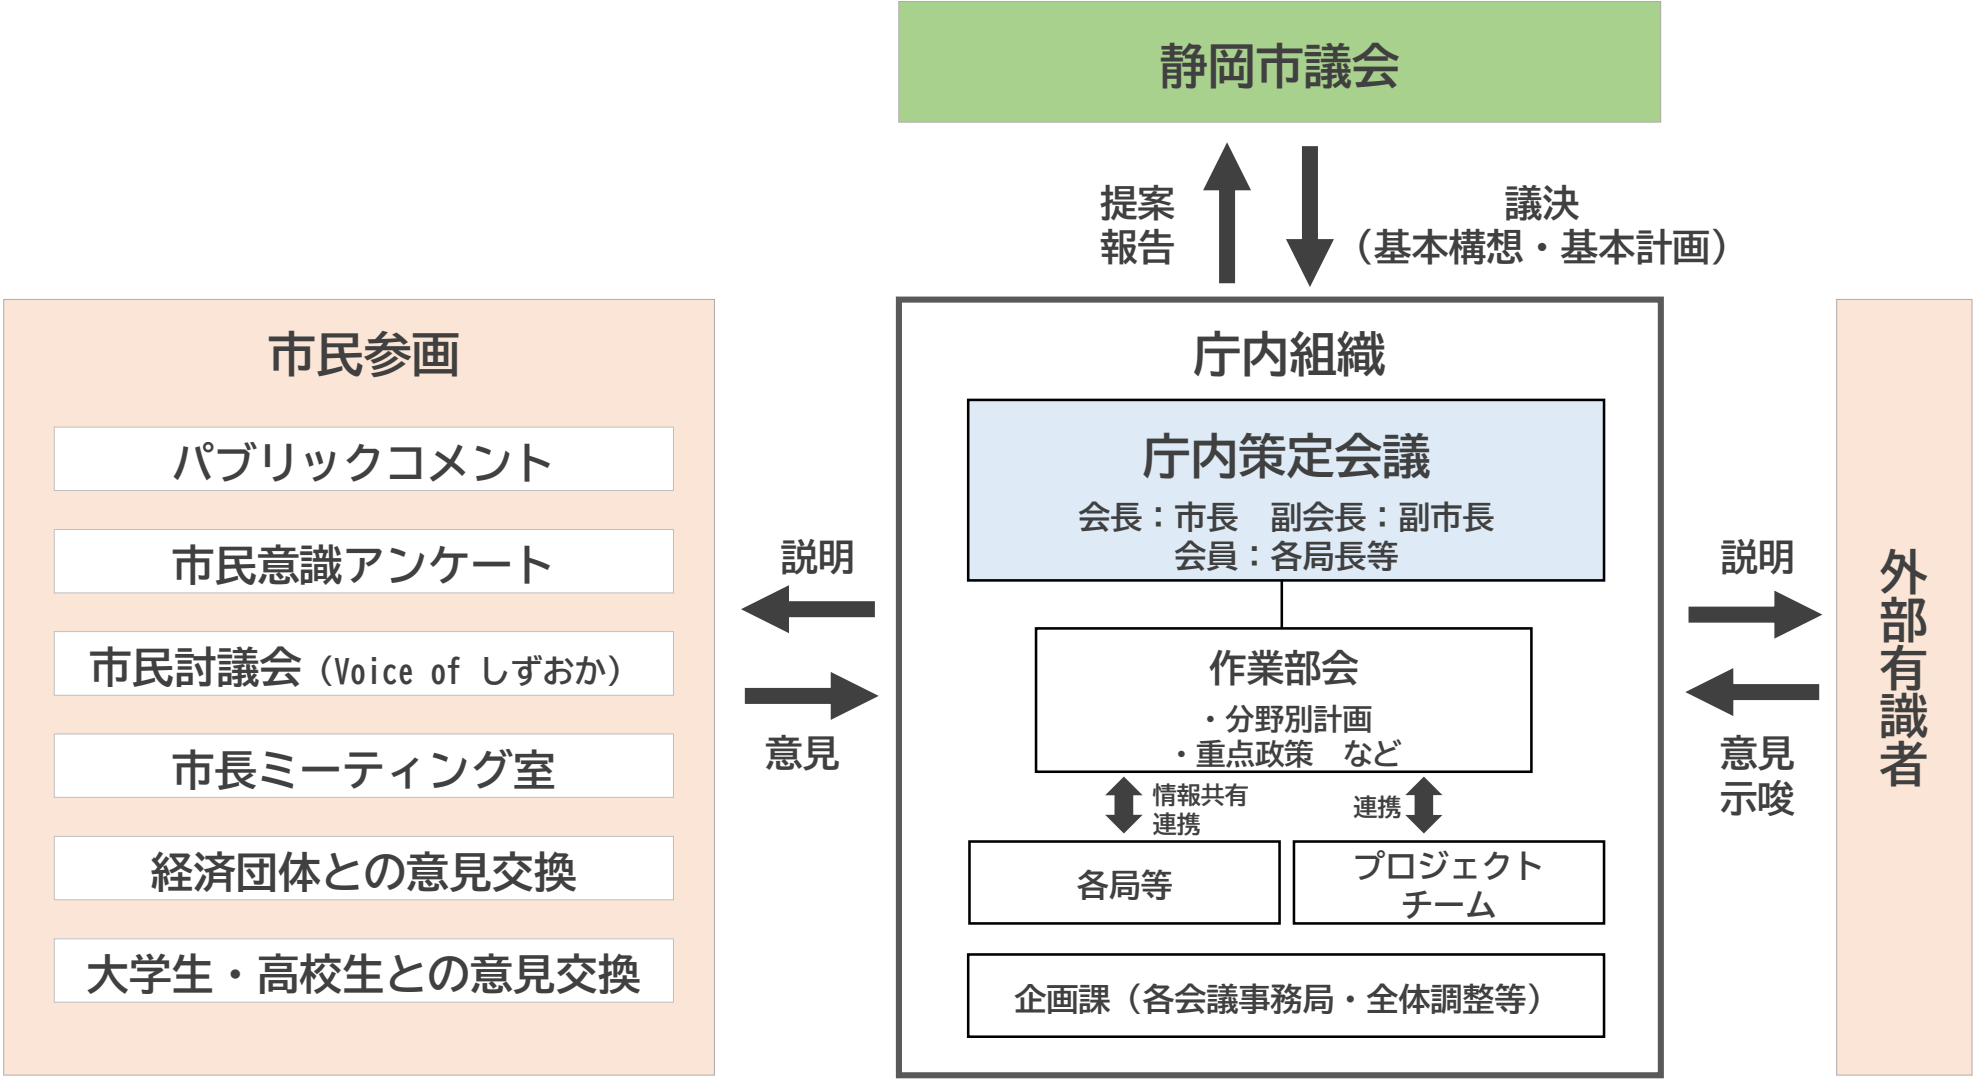 静岡市議会
提案
報告
議決
（基本構想・基本計画）
市民参画
パブリックコメント
市民意識アンケート
市民討議会（Voice of しずおか）
市長ミーティング室
経済団体との意見交換
大学生・高校生との意見交換
説明
意見
庁内組織
庁内策定会議
会長：市長　副会長：副市長
会員：各局長等
作業部会
・分野別計画
・重点政策　など
情報共有
連携
連携
各局等
プロジェクト
チーム
企画課（各会議事務局・全体調整等）
説明
意見
示唆
外部有識者